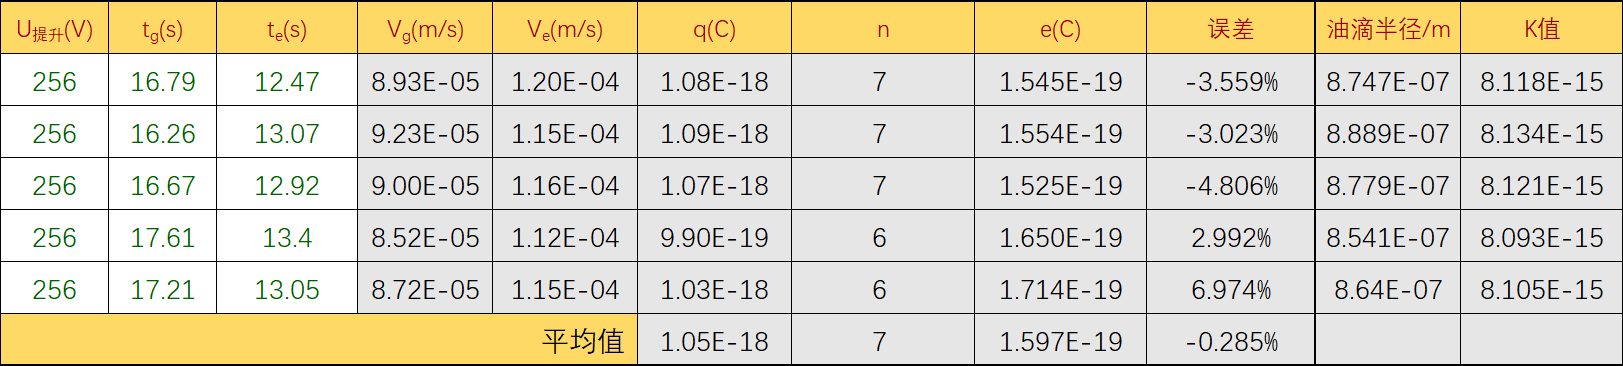 U提升(V) tg(s) te(s) Vg(m/s) Ve(m/s) q(C) n e(C) 误差 油滴半径/m K值
256 16.79 12.47 8.93E-05 1.20E-04 1.08E-18 7 1.545E-19 -3.559% 8.747E-07 8.118E-15
256 16.26 13.07 9.23E-05 1.15E-04 1.09E-18 7 1.554E-19 -3.023% 8.889E-07 8.134E-15
256 16.67 12.92 9.00E-05 1.16E-04 1.07E-18 7 1.525E-19 -4.806% 8.779E-07 8.121E-15
256 17.61 13.4 8.52E-05 1.12E-04 9.90E-19 6 1.650E-19 2.992% 8.541E-07 8.093E-15
256 17.21 13.05 8.72E-05 1.15E-04 1.03E-18 6 1.714E-19 6.974% 8.64E-07 8.105E-15
平均值 1.05E-18 7 1.597E-19 -0.285%